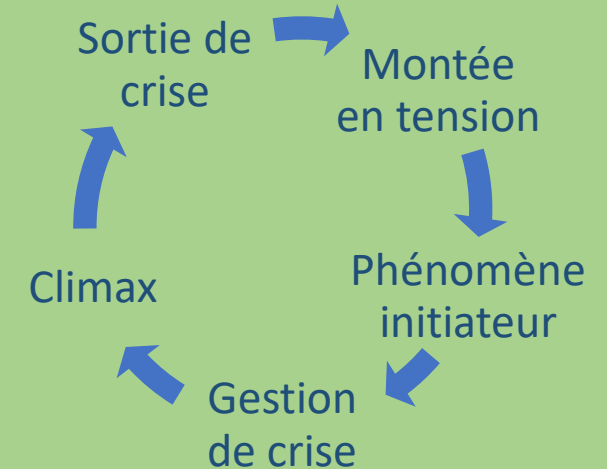 Sortie de
crise
Montée
en tension
Phénomène
initiateur
Gestion
de crise
Climax